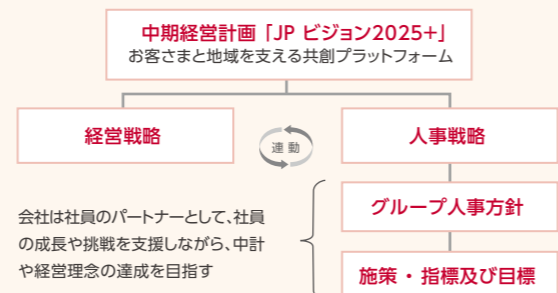 中期経営計画「JP ビジョン2025+」
お客さまと地域を支える共創プラットフォーム
経営戦略
連動
人事戦略
グループ人事方針
会社は社員のパートナーとして、社員
の成長や挑戦を支援しながら、中計
や経営理念の達成を目指す
施策・指標及び目標